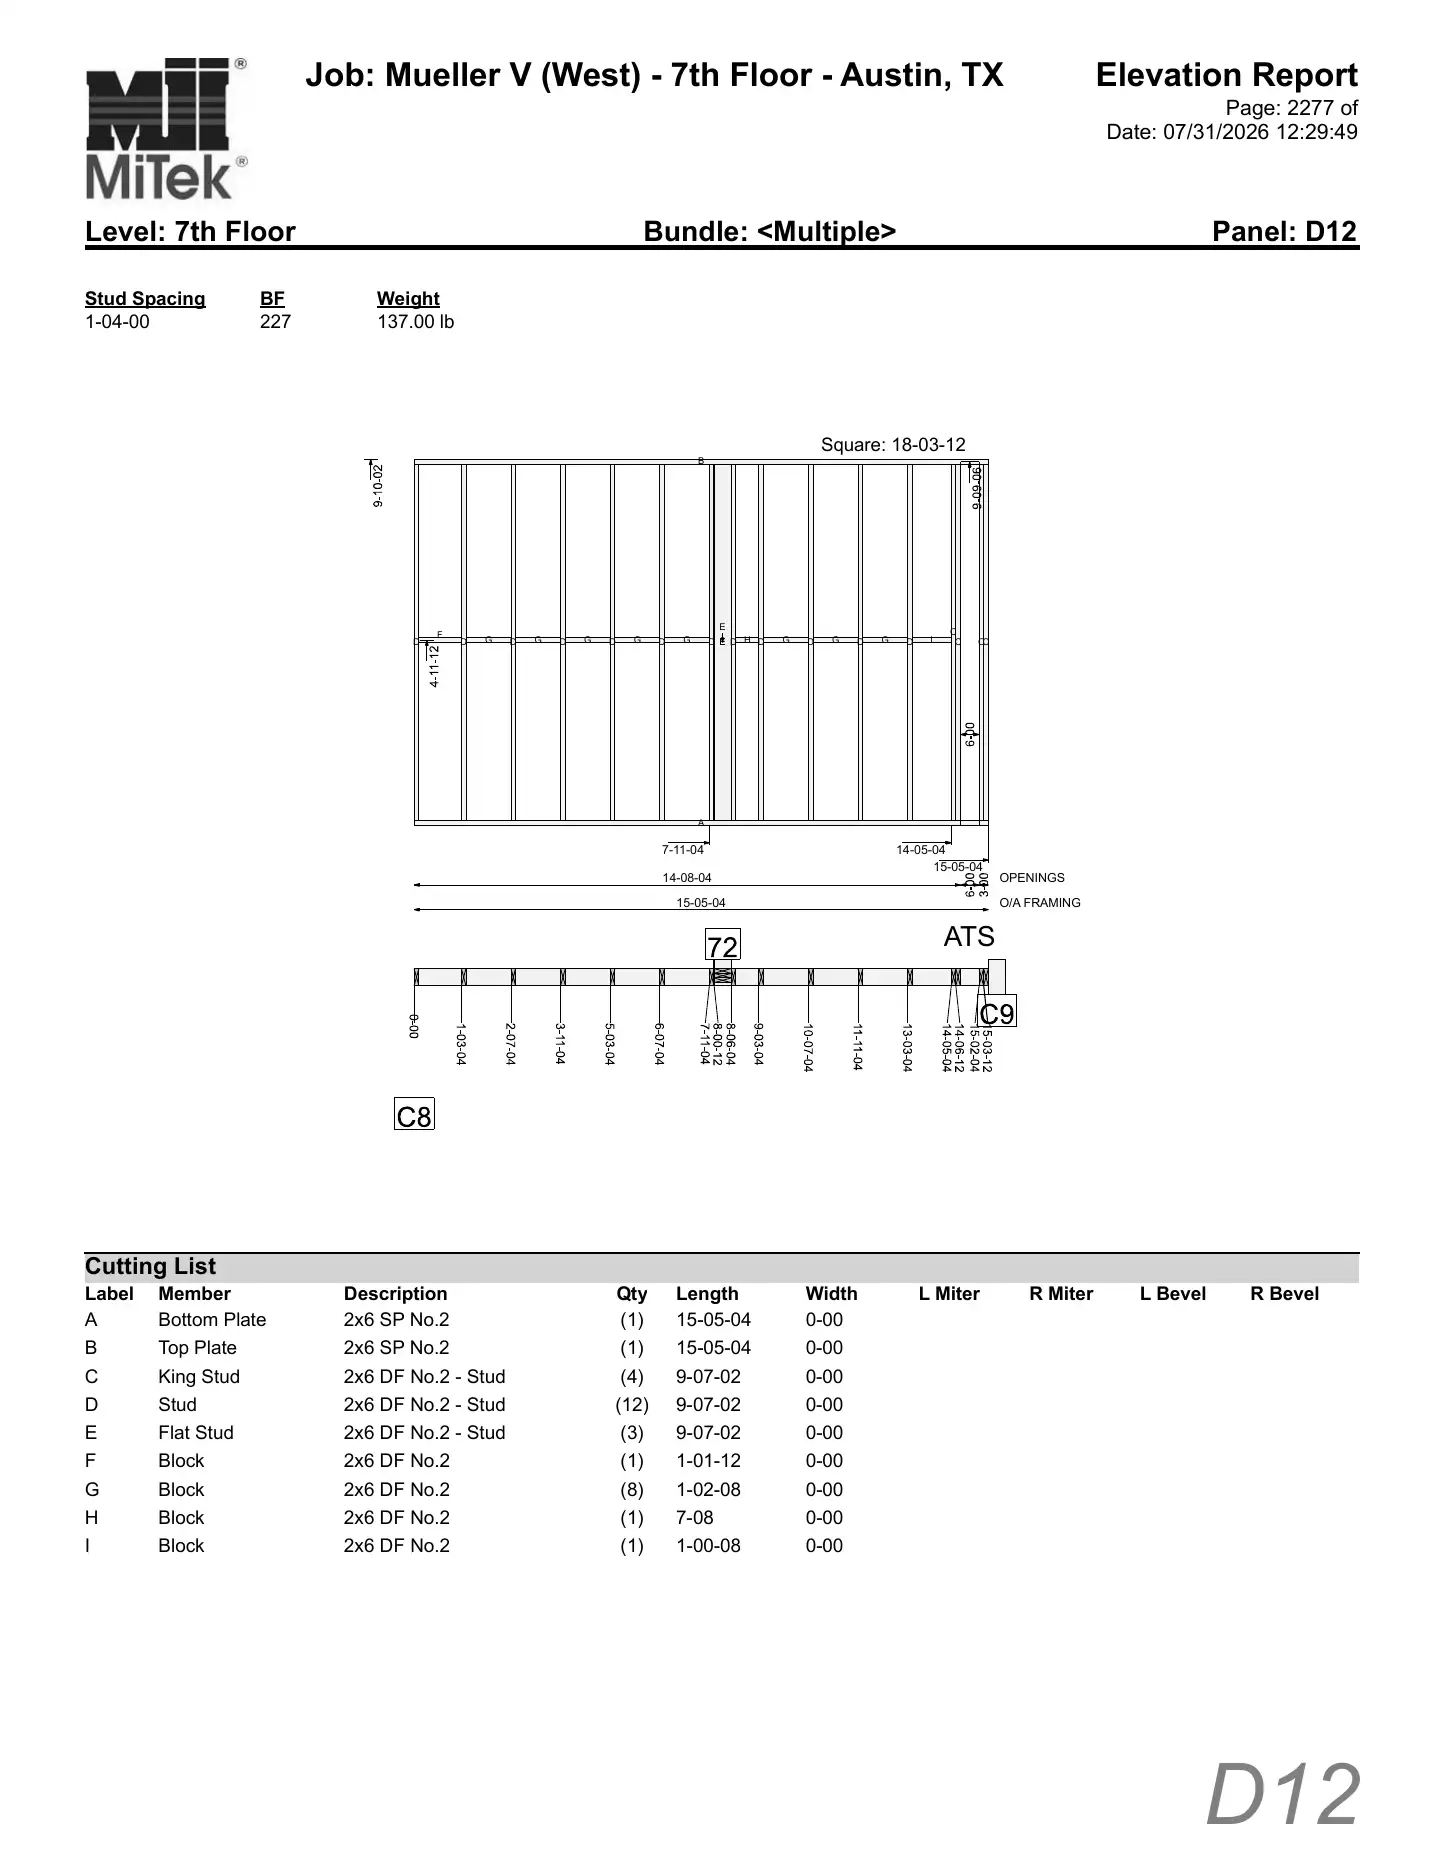 Job: Mueller V (West) - 7th Floor - Austin, TX
Elevation Report
Page: 2277 of
Date: 07/31/2026 12:29:49
MiTek®
Level: 7th Floor Bundle: <Multiple> Panel: D12
Stud Spacing BF Weight
1-04-00 227 137.00 lb
Square: 18-03-12
B
9-10-02
9-09-06
E
F G G G G G E H G G G I C
4-11-12
6-00
A
7-11-04 14-05-04
15-05-04
14-08-04 6-00 3-00 OPENINGS
15-05-04 O/A FRAMING
72 ATS
C9
0-00 1-03-04 2-07-04 3-11-04 5-03-04 6-07-04 7-11-04 8-00-12 8-06-04 9-03-04 10-07-04 11-11-04 13-03-04 14-05-04 14-06-12 15-02-04 15-03-12
C8
Cutting List
Label Member Description Qty Length Width L Miter R Miter L Bevel R Bevel
A Bottom Plate 2x6 SP No.2 (1) 15-05-04 0-00
B Top Plate 2x6 SP No.2 (1) 15-05-04 0-00
C King Stud 2x6 DF No.2 - Stud (4) 9-07-02 0-00
D Stud 2x6 DF No.2 - Stud (12) 9-07-02 0-00
E Flat Stud 2x6 DF No.2 - Stud (3) 9-07-02 0-00
F Block 2x6 DF No.2 (1) 1-01-12 0-00
G Block 2x6 DF No.2 (8) 1-02-08 0-00
H Block 2x6 DF No.2 (1) 7-08 0-00
I Block 2x6 DF No.2 (1) 1-00-08 0-00
D12